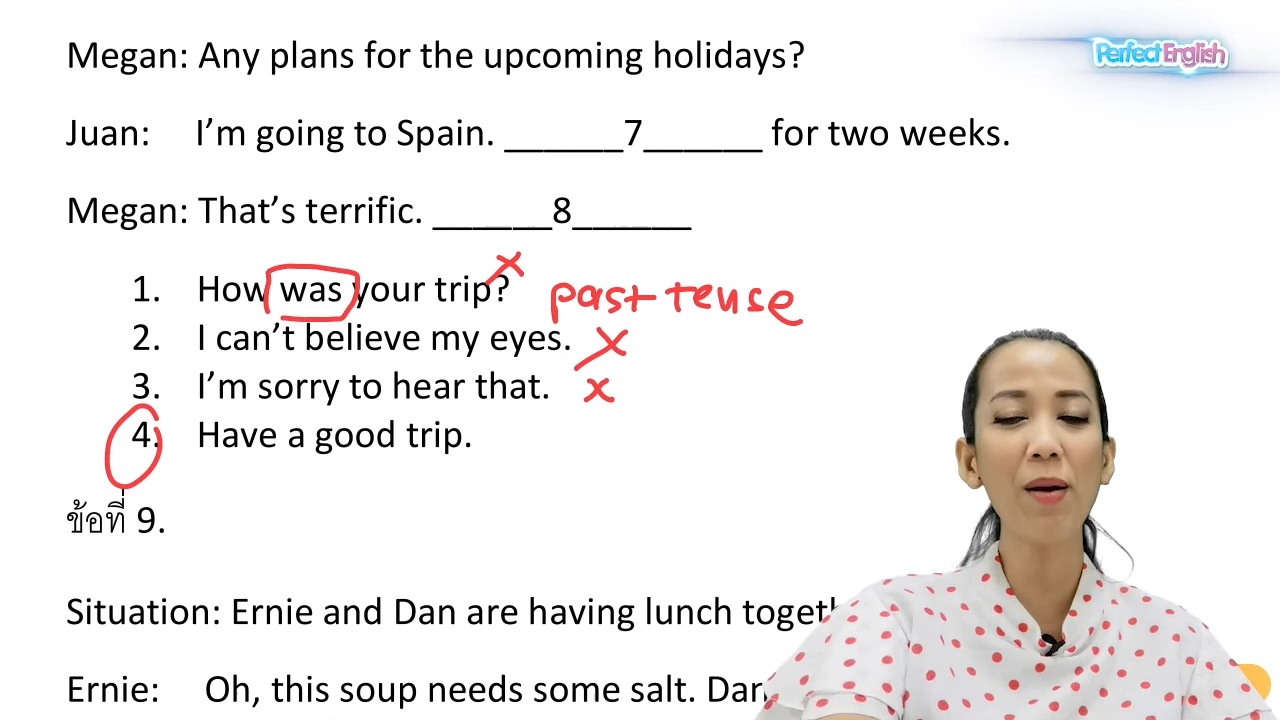 Perfect English
Megan: Any plans for the upcoming holidays?
Juan: I’m going to Spain. ______7______ for two weeks.
Megan: That’s terrific. ______8______
1. How was your trip? x past tense
2. I can’t believe my eyes. x
3. I’m sorry to hear that. x
4. Have a good trip.
ข้อที่ 9.
Situation: Ernie and Dan are having lunch
Ernie: Oh, this soup needs some salt.